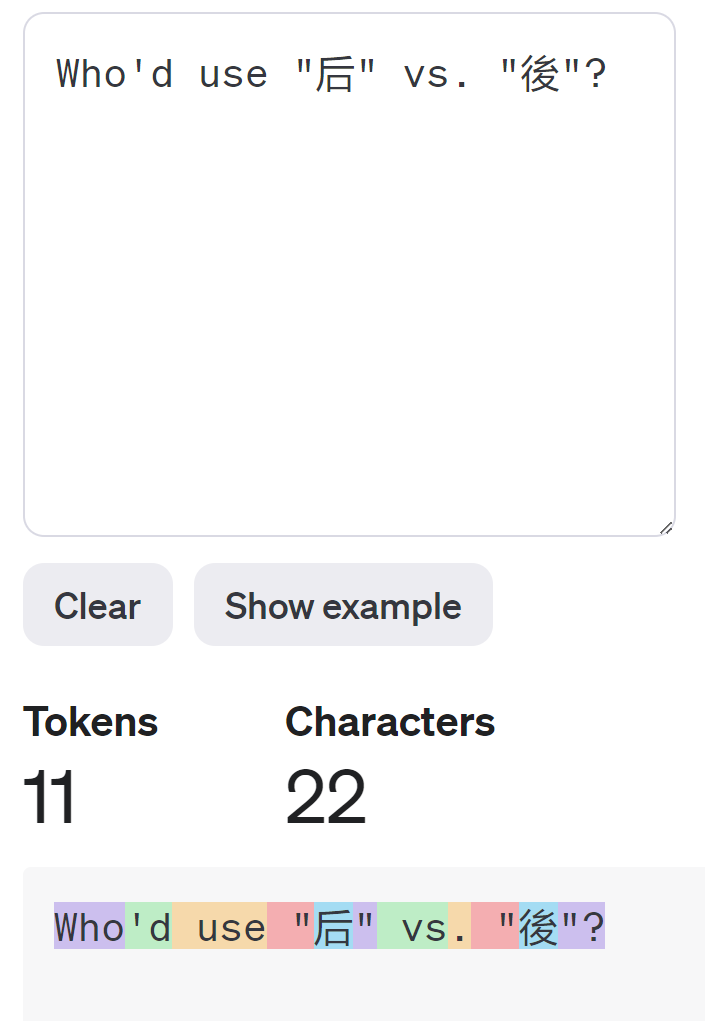 Who'd use "后" vs. "後"?
Clear
Show example
Tokens
Characters
11
22
Who'd use "后" vs. "後"?